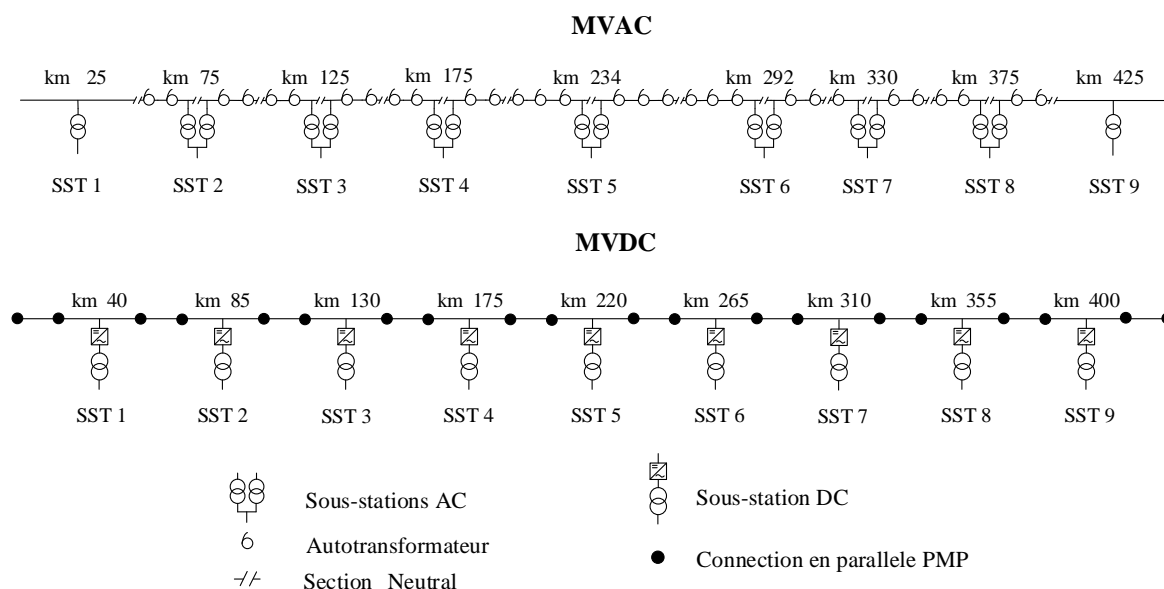 MVAC
km 25 km 75 km 125 km 175 km 234 km 292 km 330 km 375 km 425
SST 1 SST 2 SST 3 SST 4 SST 5 SST 6 SST 7 SST 8 SST 9
MVDC
km 40 km 85 km 130 km 175 km 220 km 265 km 310 km 355 km 400
SST 1 SST 2 SST 3 SST 4 SST 5 SST 6 SST 7 SST 8 SST 9
Sous-stations AC
Sous-station DC
Autotransformateur
Connection en parallele PMP
Section Neutral